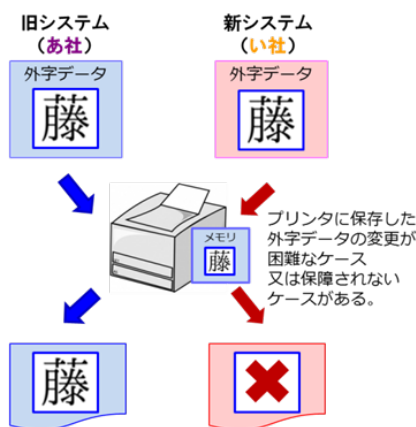 旧システム
（あ社）
新システム
（い社）
外字データ
藤
外字データ
藤
メモリ
藤
プリンタに保存した
外字データの変更が
困難なケース
又は保障されない
ケースがある。
藤